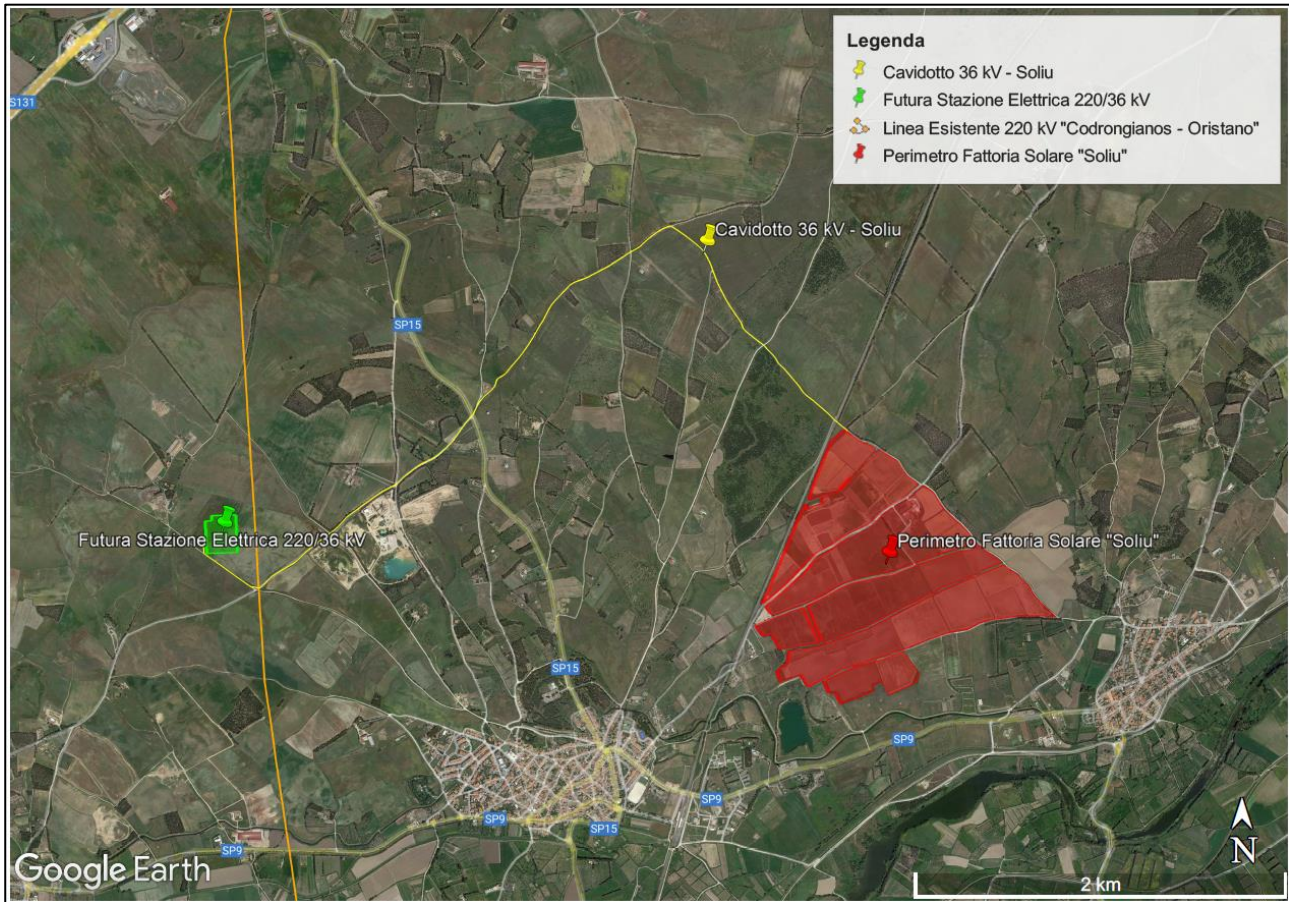 Legenda
Cavidotto 36 kV - Soliu
Futura Stazione Elettrica 220/36 kV
Linea Esistente 220 kV "Codrongianos - Oristano"
Perimetro Fattoria Solare "Soliu"
S131
Cavidotto 36 kV - Soliu
SP15
Futura Stazione Elettrica 220/36 kV
Perimetro Fattoria Solare "Soliu"
SP15
SP9
SP9
SP9
SP15
SP9
Google Earth
N
2 km